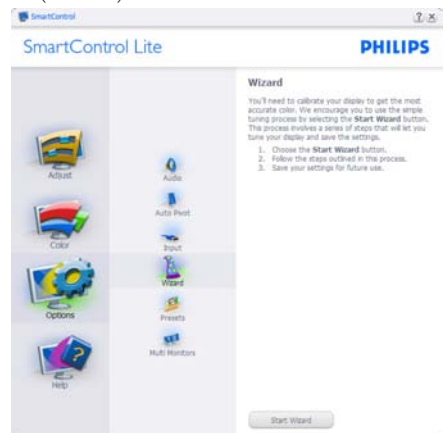 SmartControl
SmartControl Lite
PHILIPS
Adjust
Color
Options
Help
Audio
Auto Pivot
Input
Wizard
Presets
Multi Monitors
Wizard
You'll need to calibrate your display to get the most
accurate color. We encourage you to use the simple
tuning process by selecting the Start Wizard button.
This process involves a series of steps that will let you
tune your display and save the settings.
1. Choose the Start Wizard button.
2. Follow the steps outlined in this process.
3. Save your settings for future use.
Start Wizard